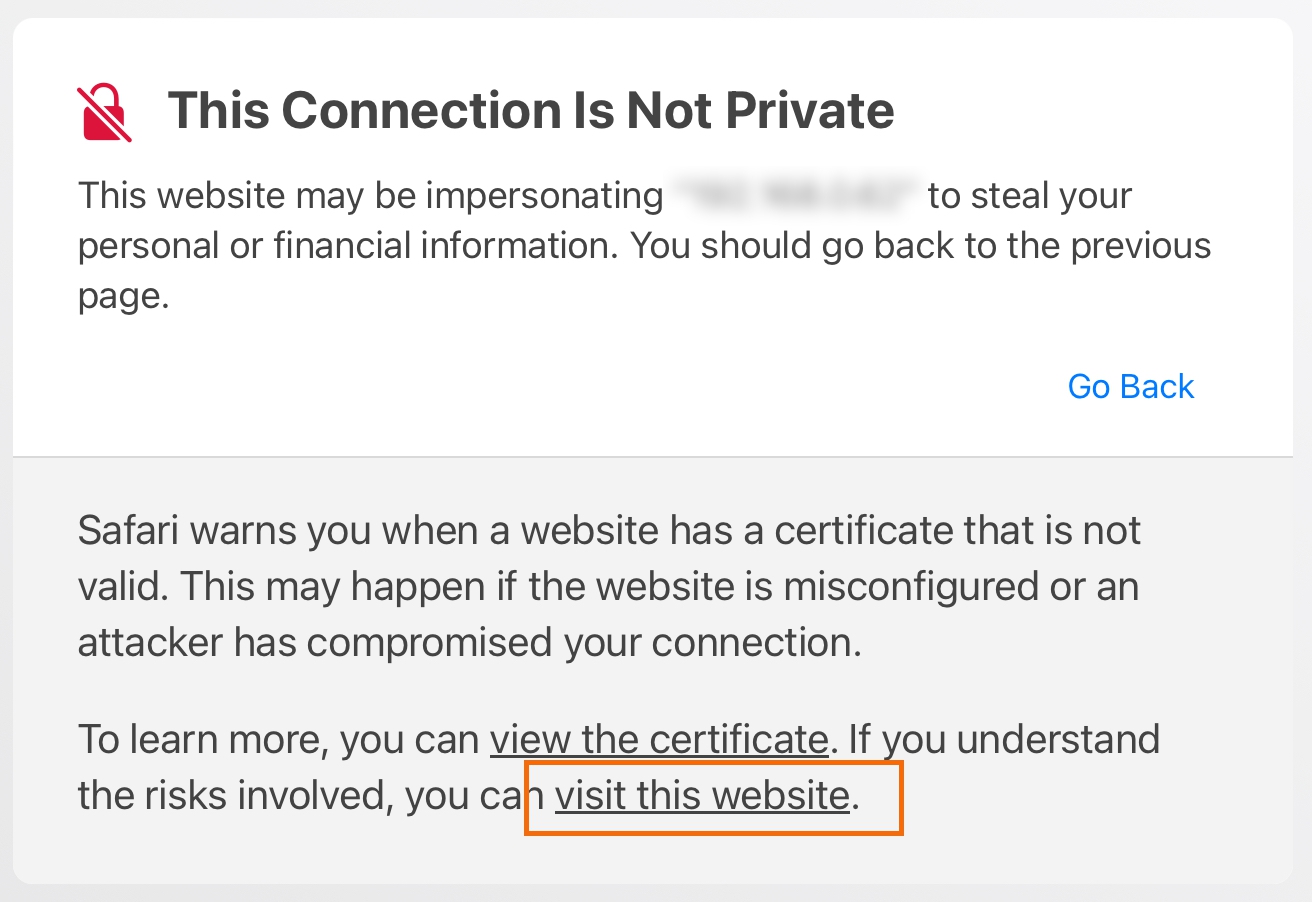 This Connection Is Not Private
This website may be impersonating to steal your
personal or financial information. You should go back to the previous
page.
Go Back
Safari warns you when a website has a certificate that is not
valid. This may happen if the website is misconfigured or an
attacker has compromised your connection.
To learn more, you can view the certificate. If you understand
the risks involved, you can visit this website.